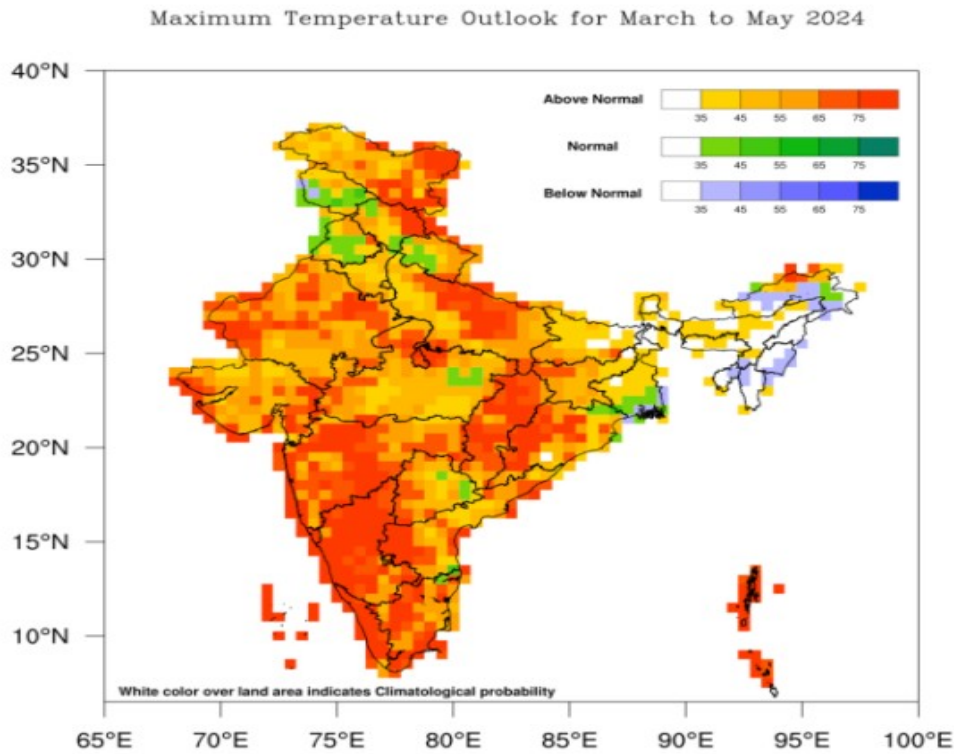 Maximum Temperature Outlook for March to May 2024
40°N
Above Normal
35 45 55 65 75
35°N
Normal
35 45 55 65 75
Below Normal
35 45 55 65 75
30°N
25°N
20°N
15°N
10°N
White color over land area indicates Climatological probability
65°E 70°E 75°E 80°E 85°E 90°E 95°E 100°E